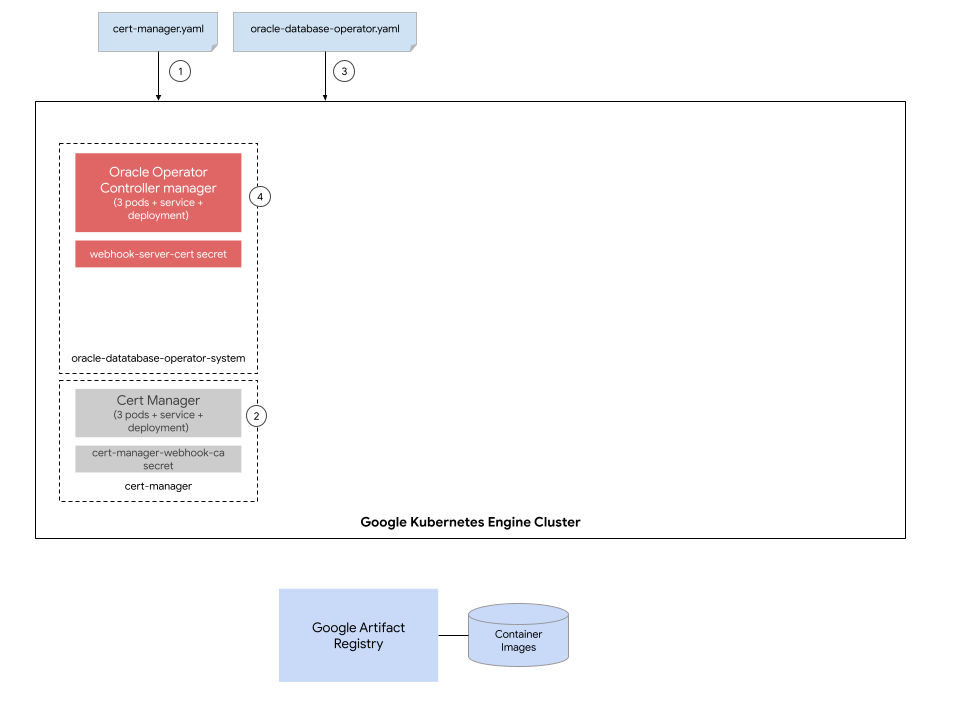 cert-manager.yaml
oracle-database-operator.yaml
1
3
Oracle Operator
Controller manager
(3 pods + service +
deployment)
4
webhook-server-cert secret
oracle-datatabase-operator-system
Cert Manager
(3 pods + service +
deployment)
2
cert-manager-webhook-ca
secret
cert-manager
Google Kubernetes Engine Cluster
Google Artifact
Registry
Container
Images